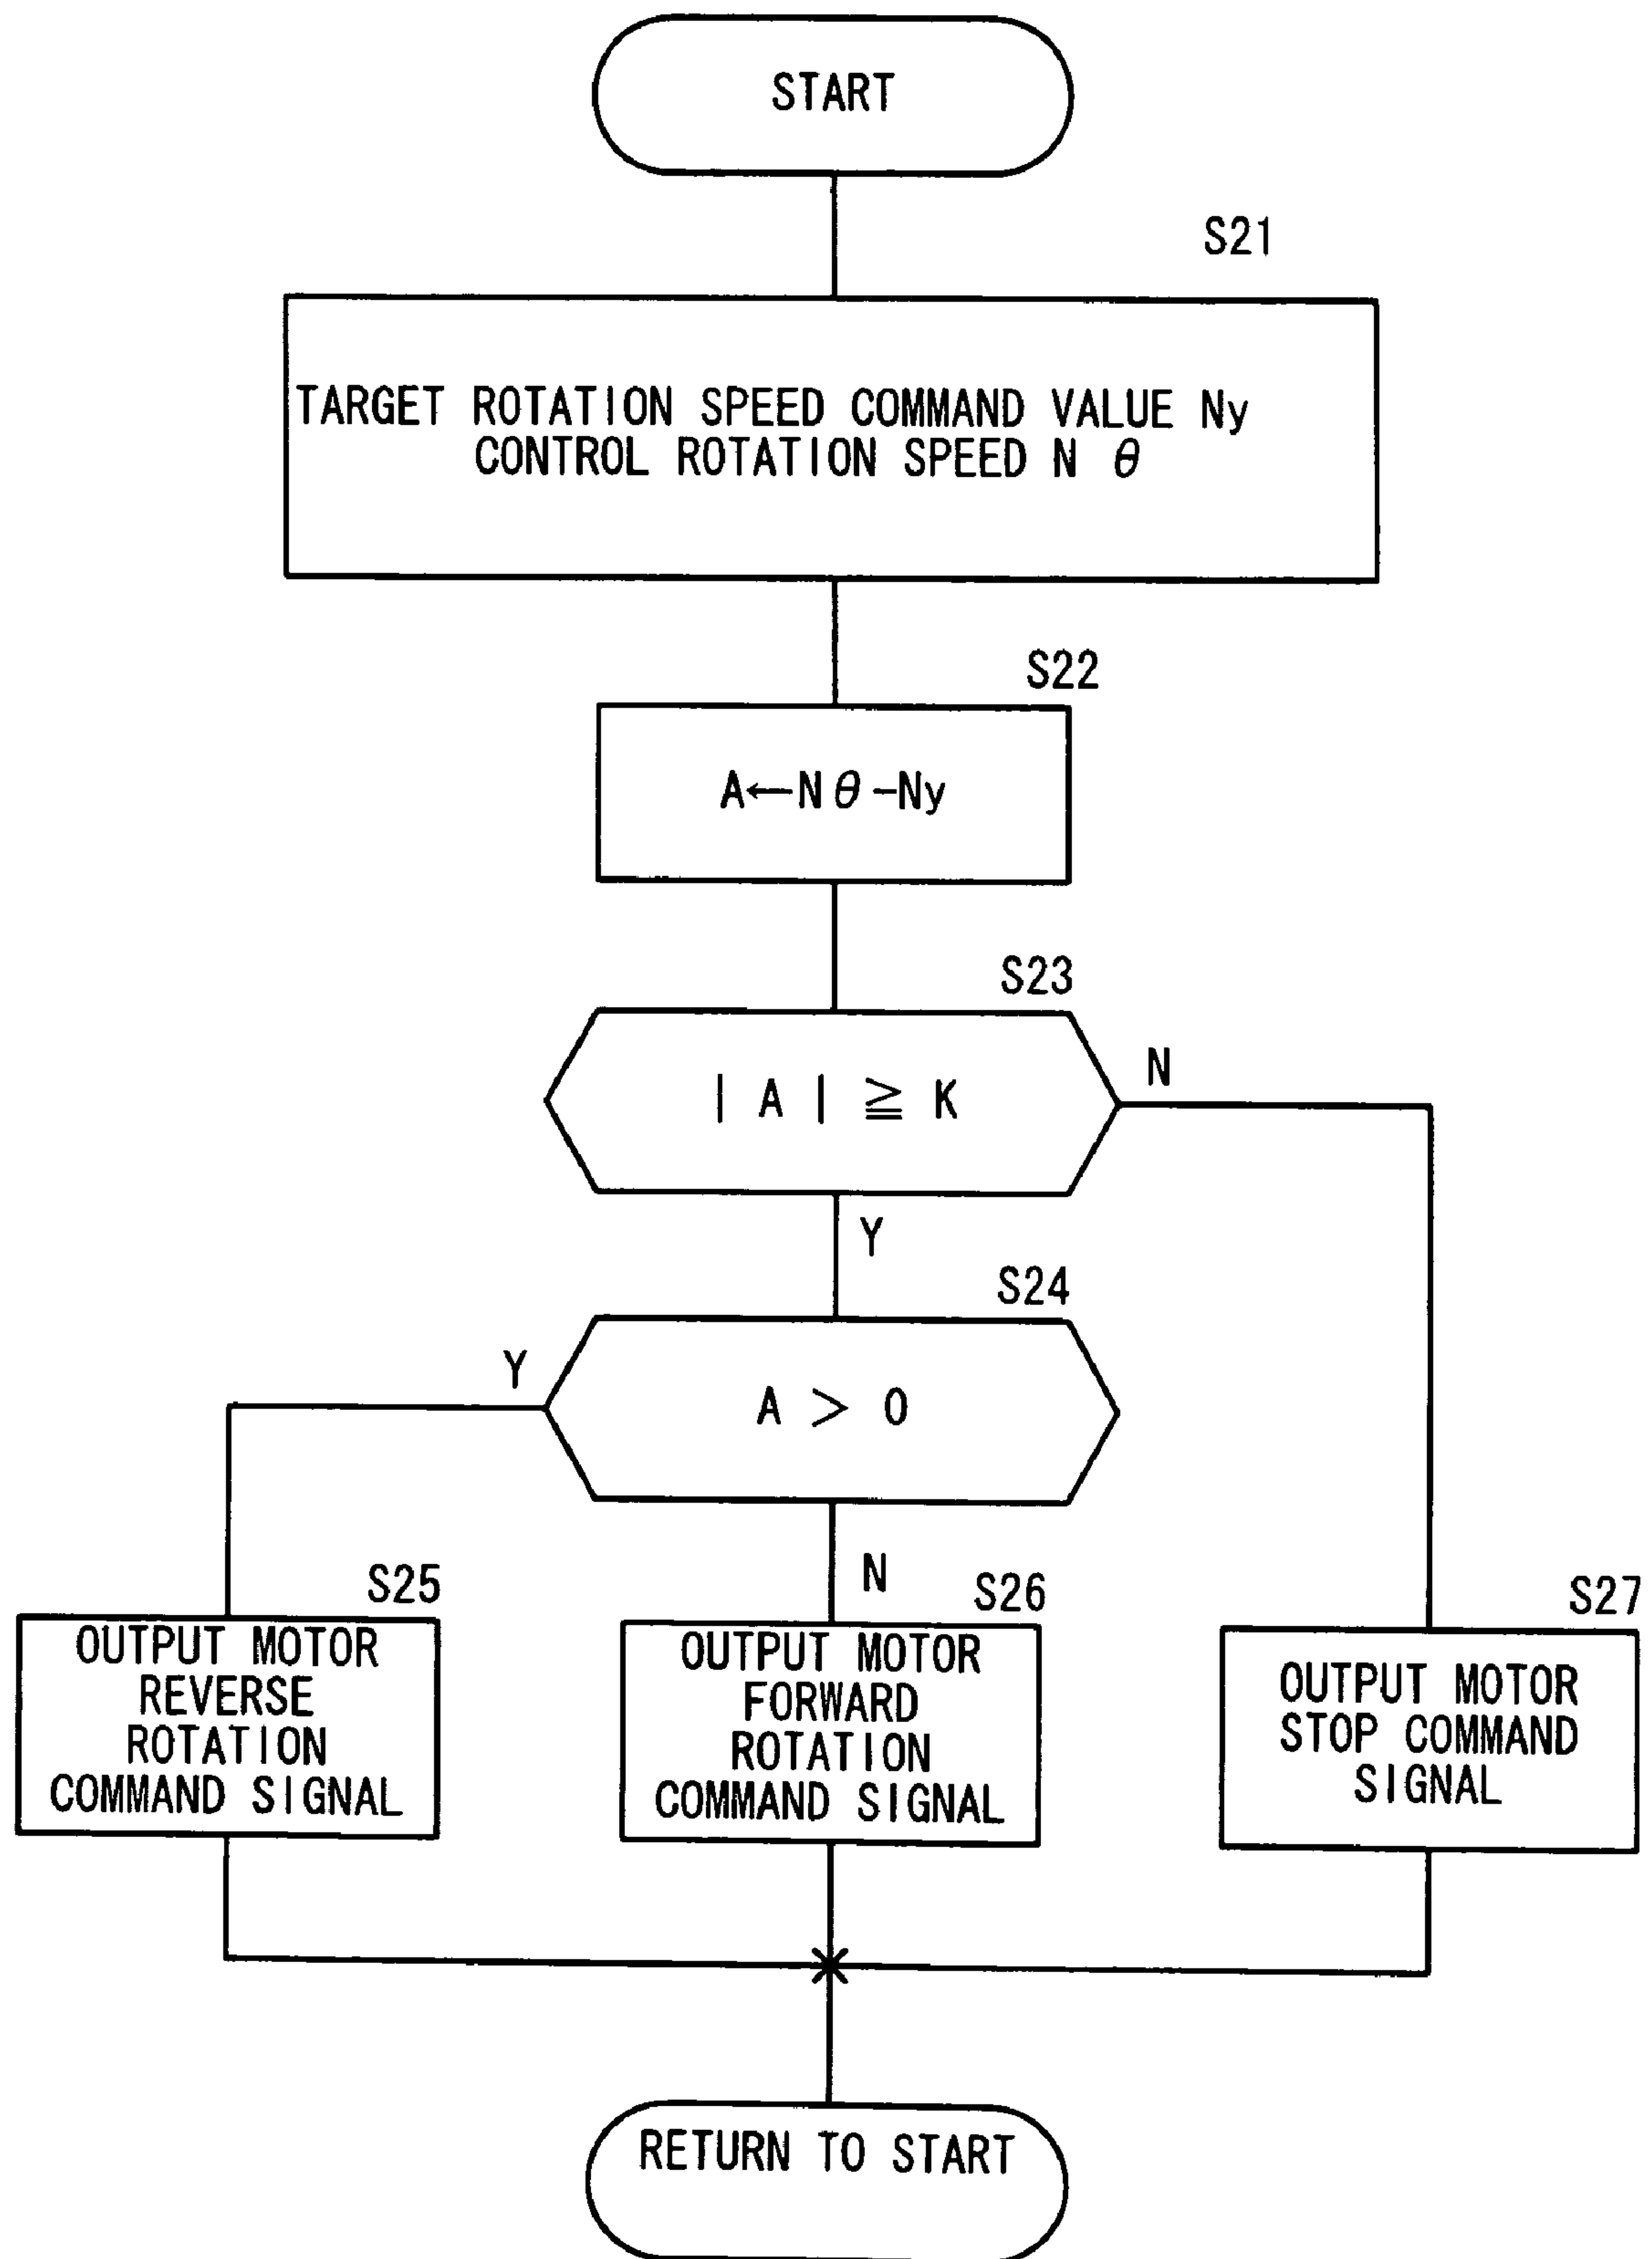 START
S21
TARGET ROTATION SPEED COMMAND VALUE Ny
CONTROL ROTATION SPEED N θ
S22
A←Nθ-Ny
S23
| A | ≧ K
N
Y
S24
A > 0
Y
N
S25
OUTPUT MOTOR
REVERSE
ROTATION
COMMAND SIGNAL
S26
OUTPUT MOTOR
FORWARD
ROTATION
COMMAND SIGNAL
S27
OUTPUT MOTOR
STOP COMMAND
SIGNAL
RETURN TO START